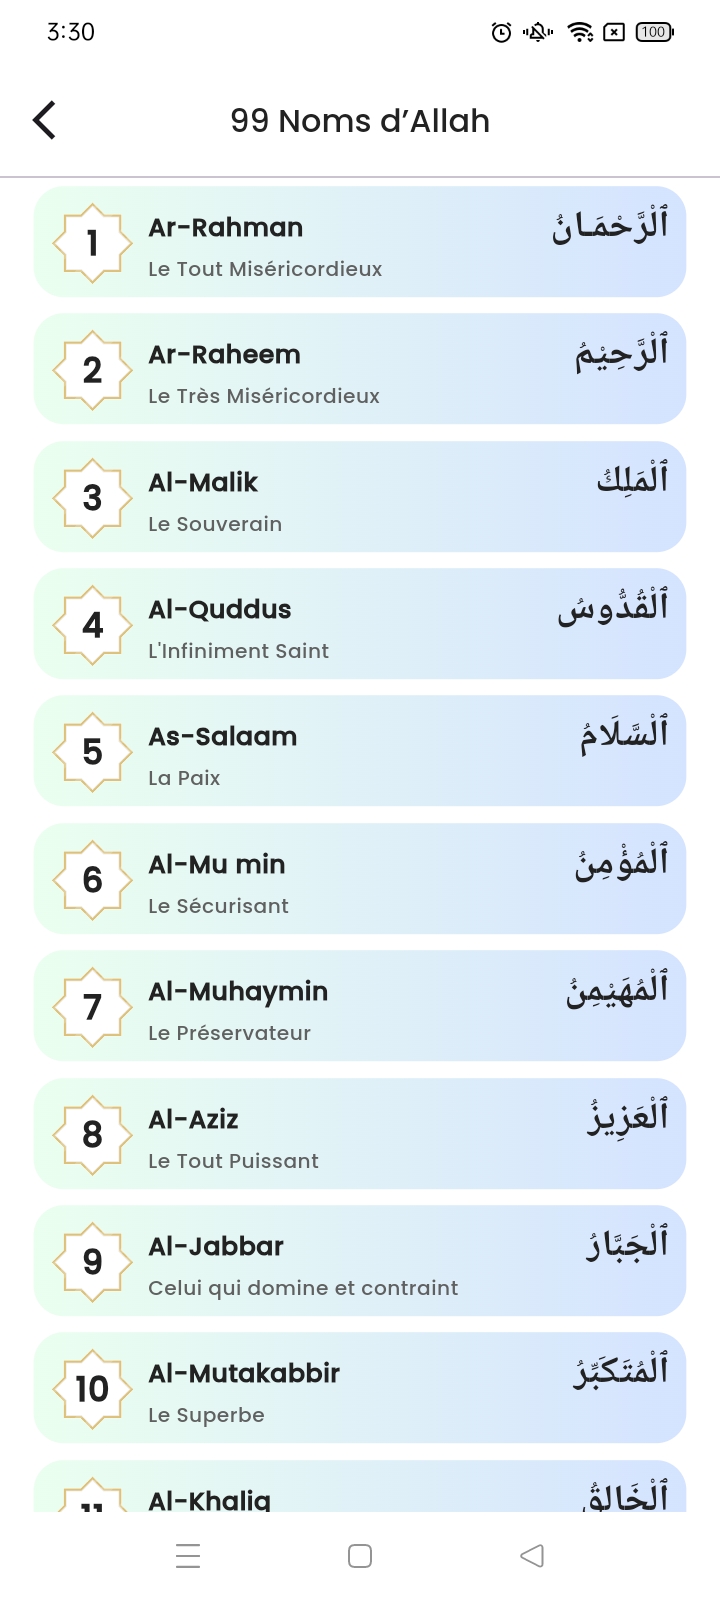 3:30
100
99 Noms d’Allah
1
Ar-Rahman
ٱلْرَّحْمَـانُ
Le Tout Miséricordieux
2
Ar-Raheem
ٱلْرَّحِيْمُ
Le Très Miséricordieux
3
Al-Malik
ٱلْمَلِكُ
Le Souverain
4
Al-Quddus
ٱلْقُدُّوسُ
L'Infiniment Saint
5
As-Salaam
ٱلْسَّلَامُ
La Paix
6
Al-Mu min
ٱلْمُؤْمِنُ
Le Sécurisant
7
Al-Muhaymin
ٱلْمُهَيْمِنُ
Le Préservateur
8
Al-Aziz
ٱلْعَزِيزُ
Le Tout Puissant
9
Al-Jabbar
ٱلْجَبَّارُ
Celui qui domine et contraint
10
Al-Mutakabbir
ٱلْمُتَكَبِّرُ
Le Superbe
11
Al-Khaliq
ٱلْخَالِقُ